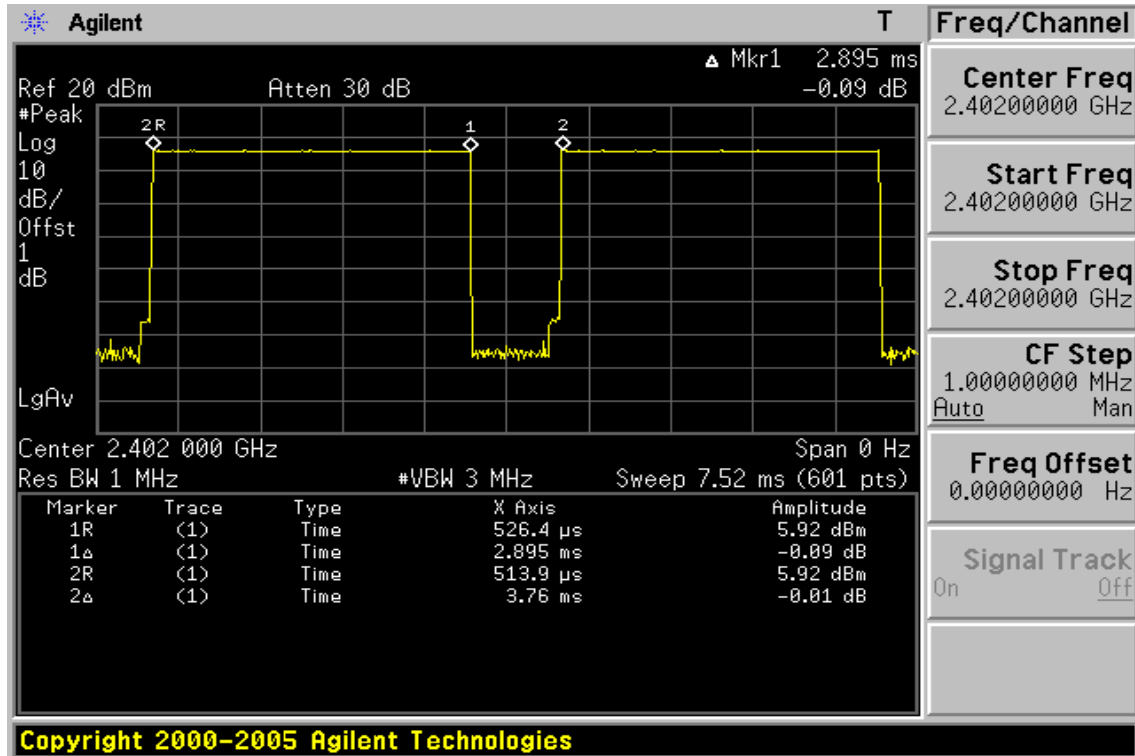 Agilent T Freq/Channel
Δ Mkr1 2.895 ms
Ref 20 dBm Atten 30 dB -0.09 dB
#Peak
Log
10
dB/
Offst
1
dB
LgAv
2R 1 2
Center 2.402 000 GHz Span 0 Hz
Res BW 1 MHz #VBW 3 MHz Sweep 7.52 ms (601 pts)
Marker Trace Type X Axis Amplitude
1R (1) Time 526.4 µs 5.92 dBm
1Δ (1) Time 2.895 ms -0.09 dB
2R (1) Time 513.9 µs 5.92 dBm
2Δ (1) Time 3.76 ms -0.01 dB
Center Freq
2.40200000 GHz
Start Freq
2.40200000 GHz
Stop Freq
2.40200000 GHz
CF Step
1.00000000 MHz
Auto Man
Freq Offset
0.00000000 Hz
Signal Track
On Off
Copyright 2000-2005 Agilent Technologies